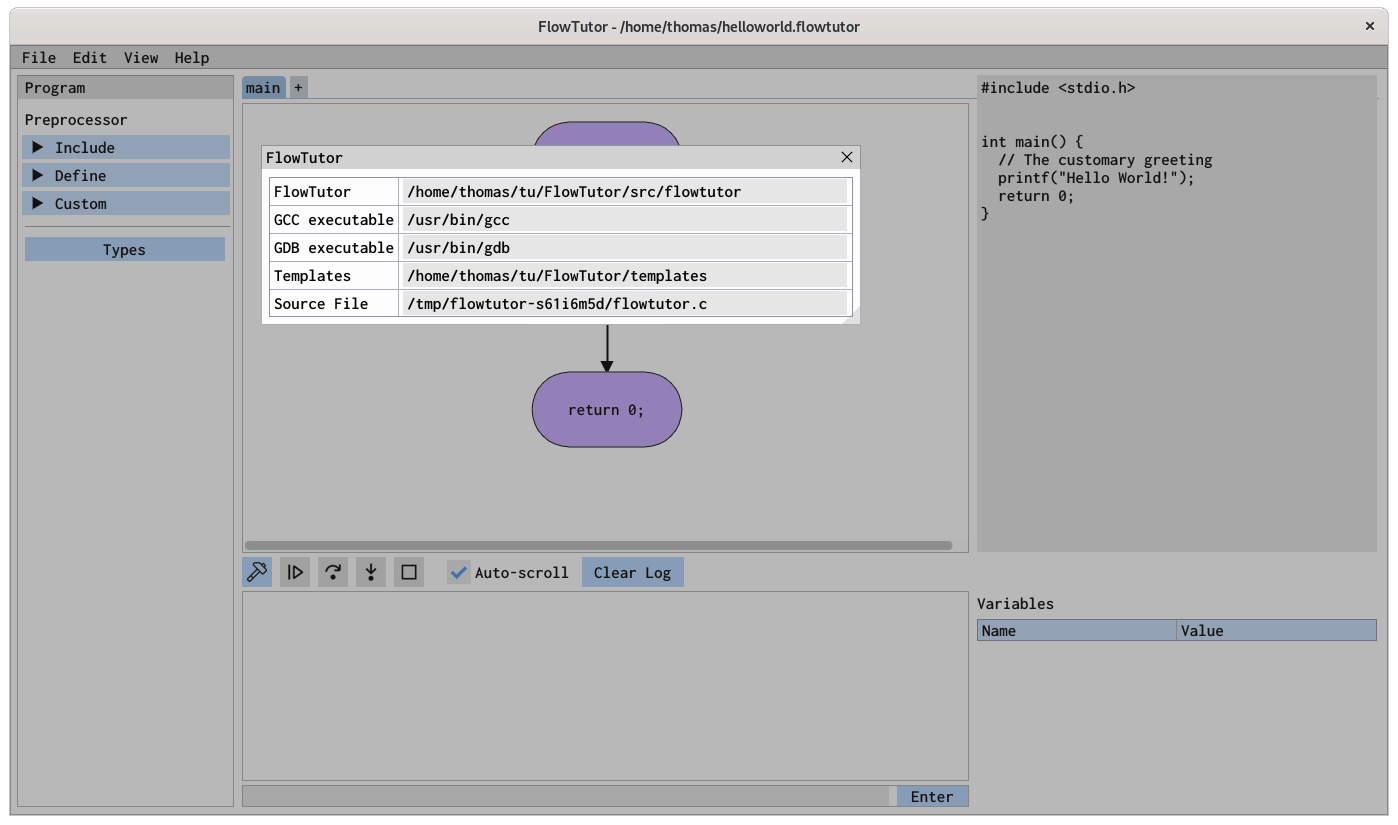 FlowTutor - /home/thomas/helloworld.flowtutor
File Edit View Help
Program
Preprocessor
Include
Define
Custom
Types
main +
FlowTutor
FlowTutor /home/thomas/tu/FlowTutor/src/flowtutor
GCC executable /usr/bin/gcc
GDB executable /usr/bin/gdb
Templates /home/thomas/tu/FlowTutor/templates
Source File /tmp/flowtutor-s61i6m5d/flowtutor.c
return 0;
#include <stdio.h>
int main() {
  // The customary greeting
  printf("Hello World!");
  return 0;
}
Auto-scroll Clear Log
Enter
Variables
Name Value